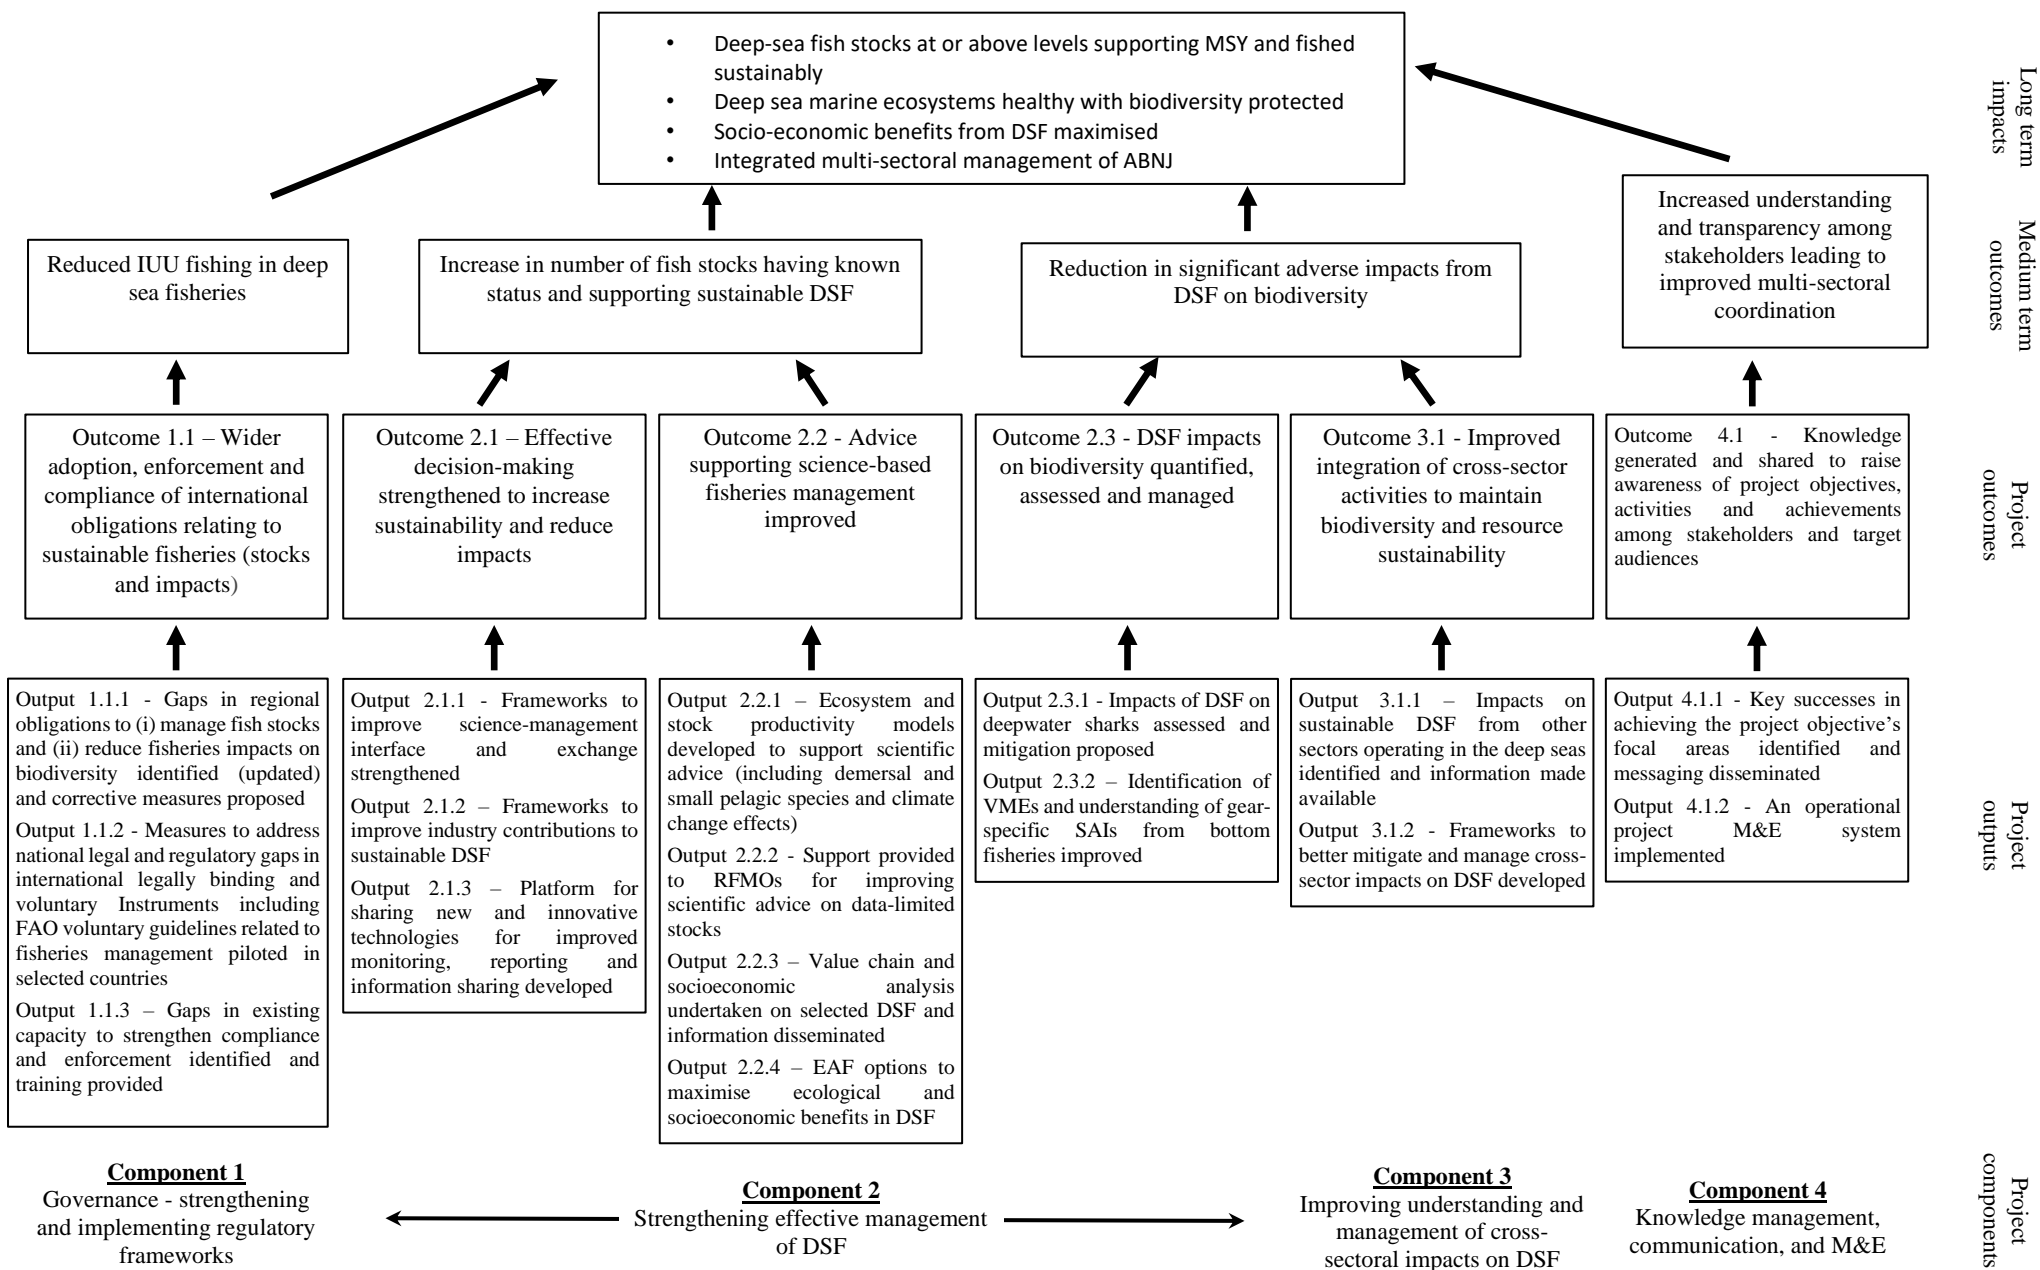 • Deep-sea fish stocks at or above levels supporting MSY and fished
sustainably
• Deep sea marine ecosystems healthy with biodiversity protected
• Socio-economic benefits from DSF maximised
• Integrated multi-sectoral management of ABNJ
Long term
impacts
Reduced IUU fishing in deep
sea fisheries
Increase in number of fish stocks having known
status and supporting sustainable DSF
Reduction in significant adverse impacts from
DSF on biodiversity
Increased understanding
and transparency among
stakeholders leading to
improved multi-sectoral
coordination
Medium term
outcomes
Outcome 1.1 – Wider
adoption, enforcement and
compliance of international
obligations relating to
sustainable fisheries (stocks
and impacts)
Outcome 2.1 – Effective
decision-making
strengthened to increase
sustainability and reduce
impacts
Outcome 2.2 - Advice
supporting science-based
fisheries management
improved
Outcome 2.3 - DSF impacts
on biodiversity quantified,
assessed and managed
Outcome 3.1 - Improved
integration of cross-sector
activities to maintain
biodiversity and resource
sustainability
Outcome 4.1 - Knowledge
generated and shared to raise
awareness of project objectives,
activities and achievements
among stakeholders and target
audiences
Project
outcomes
Output 1.1.1 - Gaps in regional
obligations to (i) manage fish stocks
and (ii) reduce fisheries impacts on
biodiversity identified (updated)
and corrective measures proposed
Output 1.1.2 - Measures to address
national legal and regulatory gaps in
international legally binding and
voluntary Instruments including
FAO voluntary guidelines related to
fisheries management piloted in
selected countries
Output 1.1.3 – Gaps in existing
capacity to strengthen compliance
and enforcement identified and
training provided
Output 2.1.1 - Frameworks to
improve science-management
interface and exchange
strengthened
Output 2.1.2 – Frameworks to
improve industry contributions to
sustainable DSF
Output 2.1.3 – Platform for
sharing new and innovative
technologies for improved
monitoring, reporting and
information sharing developed
Output 2.2.1 – Ecosystem and
stock productivity models
developed to support scientific
advice (including demersal and
small pelagic species and climate
change effects)
Output 2.2.2 - Support provided
to RFMOs for improving
scientific advice on data-limited
stocks
Output 2.2.3 – Value chain and
socioeconomic analysis
undertaken on selected DSF and
information disseminated
Output 2.2.4 – EAF options to
maximise ecological and
socioeconomic benefits in DSF
Output 2.3.1 - Impacts of DSF on
deepwater sharks assessed and
mitigation proposed
Output 2.3.2 – Identification of
VMEs and understanding of gear-
specific SAIs from bottom
fisheries improved
Output 3.1.1 – Impacts on
sustainable DSF from other
sectors operating in the deep seas
identified and information made
available
Output 3.1.2 - Frameworks to
better mitigate and manage cross-
sector impacts on DSF developed
Output 4.1.1 - Key successes in
achieving the project objective's
focal areas identified and
messaging disseminated
Output 4.1.2 - An operational
project M&E system
implemented
Project
outputs
Component 1
Governance - strengthening
and implementing regulatory
frameworks
Component 2
Strengthening effective management
of DSF
Component 3
Improving understanding and
management of cross-
sectoral impacts on DSF
Component 4
Knowledge management,
communication, and M&E
Project
components